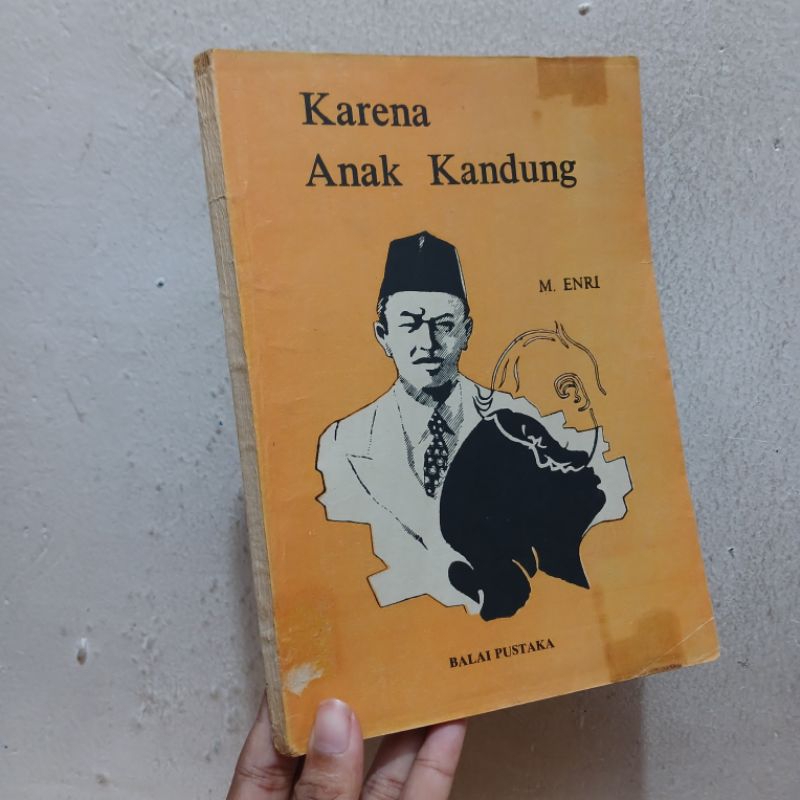 Karena
Anak Kandung
M. ENRI
BALAI PUSTAKA